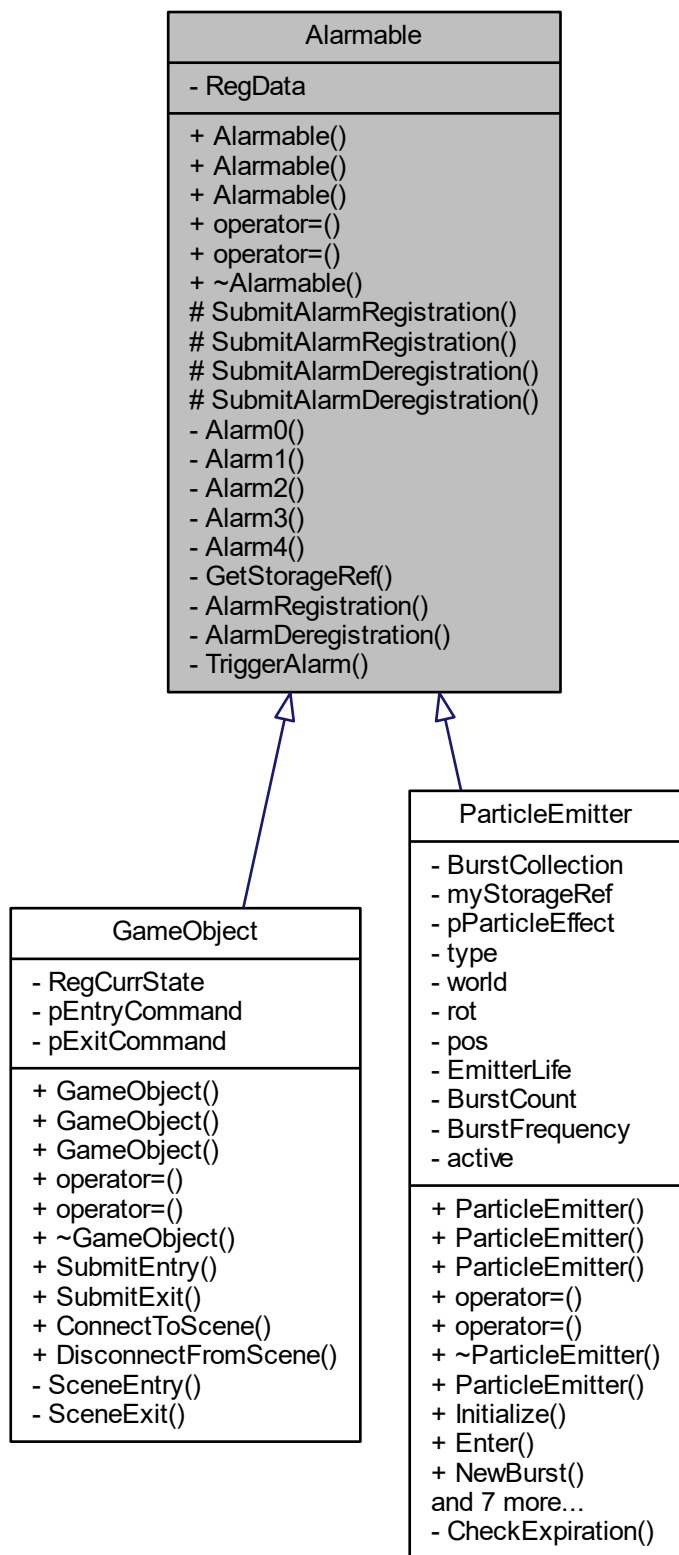 Alarmable
- RegData
+ Alarmable()
+ Alarmable()
+ Alarmable()
+ operator=()
+ operator=()
+ ~Alarmable()
# SubmitAlarmRegistration()
# SubmitAlarmRegistration()
# SubmitAlarmDeregistration()
# SubmitAlarmDeregistration()
- Alarm0()
- Alarm1()
- Alarm2()
- Alarm3()
- Alarm4()
- GetStorageRef()
- AlarmRegistration()
- AlarmDeregistration()
- TriggerAlarm()
GameObject
- RegCurrState
- pEntryCommand
- pExitCommand
+ GameObject()
+ GameObject()
+ GameObject()
+ operator=()
+ operator=()
+ ~GameObject()
+ SubmitEntry()
+ SubmitExit()
+ ConnectToScene()
+ DisconnectFromScene()
- SceneEntry()
- SceneExit()
ParticleEmitter
- BurstCollection
- myStorageRef
- pParticleEffect
- type
- world
- rot
- pos
- EmitterLife
- BurstCount
- BurstFrequency
- active
+ ParticleEmitter()
+ ParticleEmitter()
+ ParticleEmitter()
+ operator=()
+ operator=()
+ ~ParticleEmitter()
+ ParticleEmitter()
+ Initialize()
+ Enter()
+ NewBurst()
and 7 more...
- CheckExpiration()